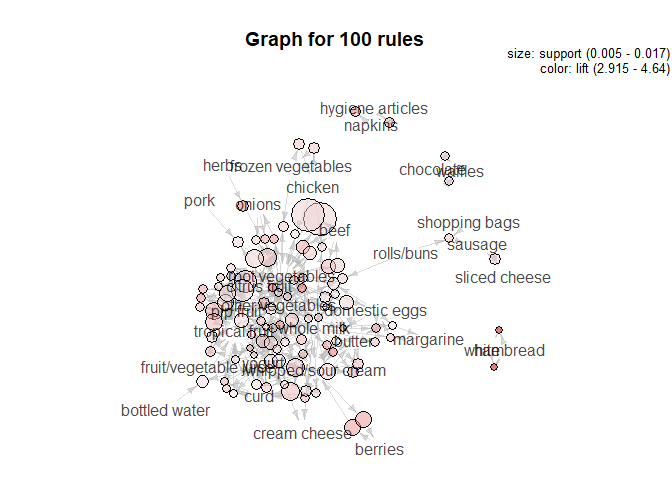 Graph for 100 rules
size: support (0.005 - 0.017)
color: lift (2.915 - 4.64)
hygiene articles
napkins
herbs
frozen vegetables
chocolate
waffles
chicken
pork
onions
shopping bags
beef
sausage
rolls/buns
root vegetables
sliced cheese
citrus fruit
other vegetables
pip fruit
domestic eggs
tropical fruit
whole milk
butter
margarine
ham
white bread
fruit/vegetable juice
yogurt
whipped/sour cream
curd
bottled water
cream cheese
berries